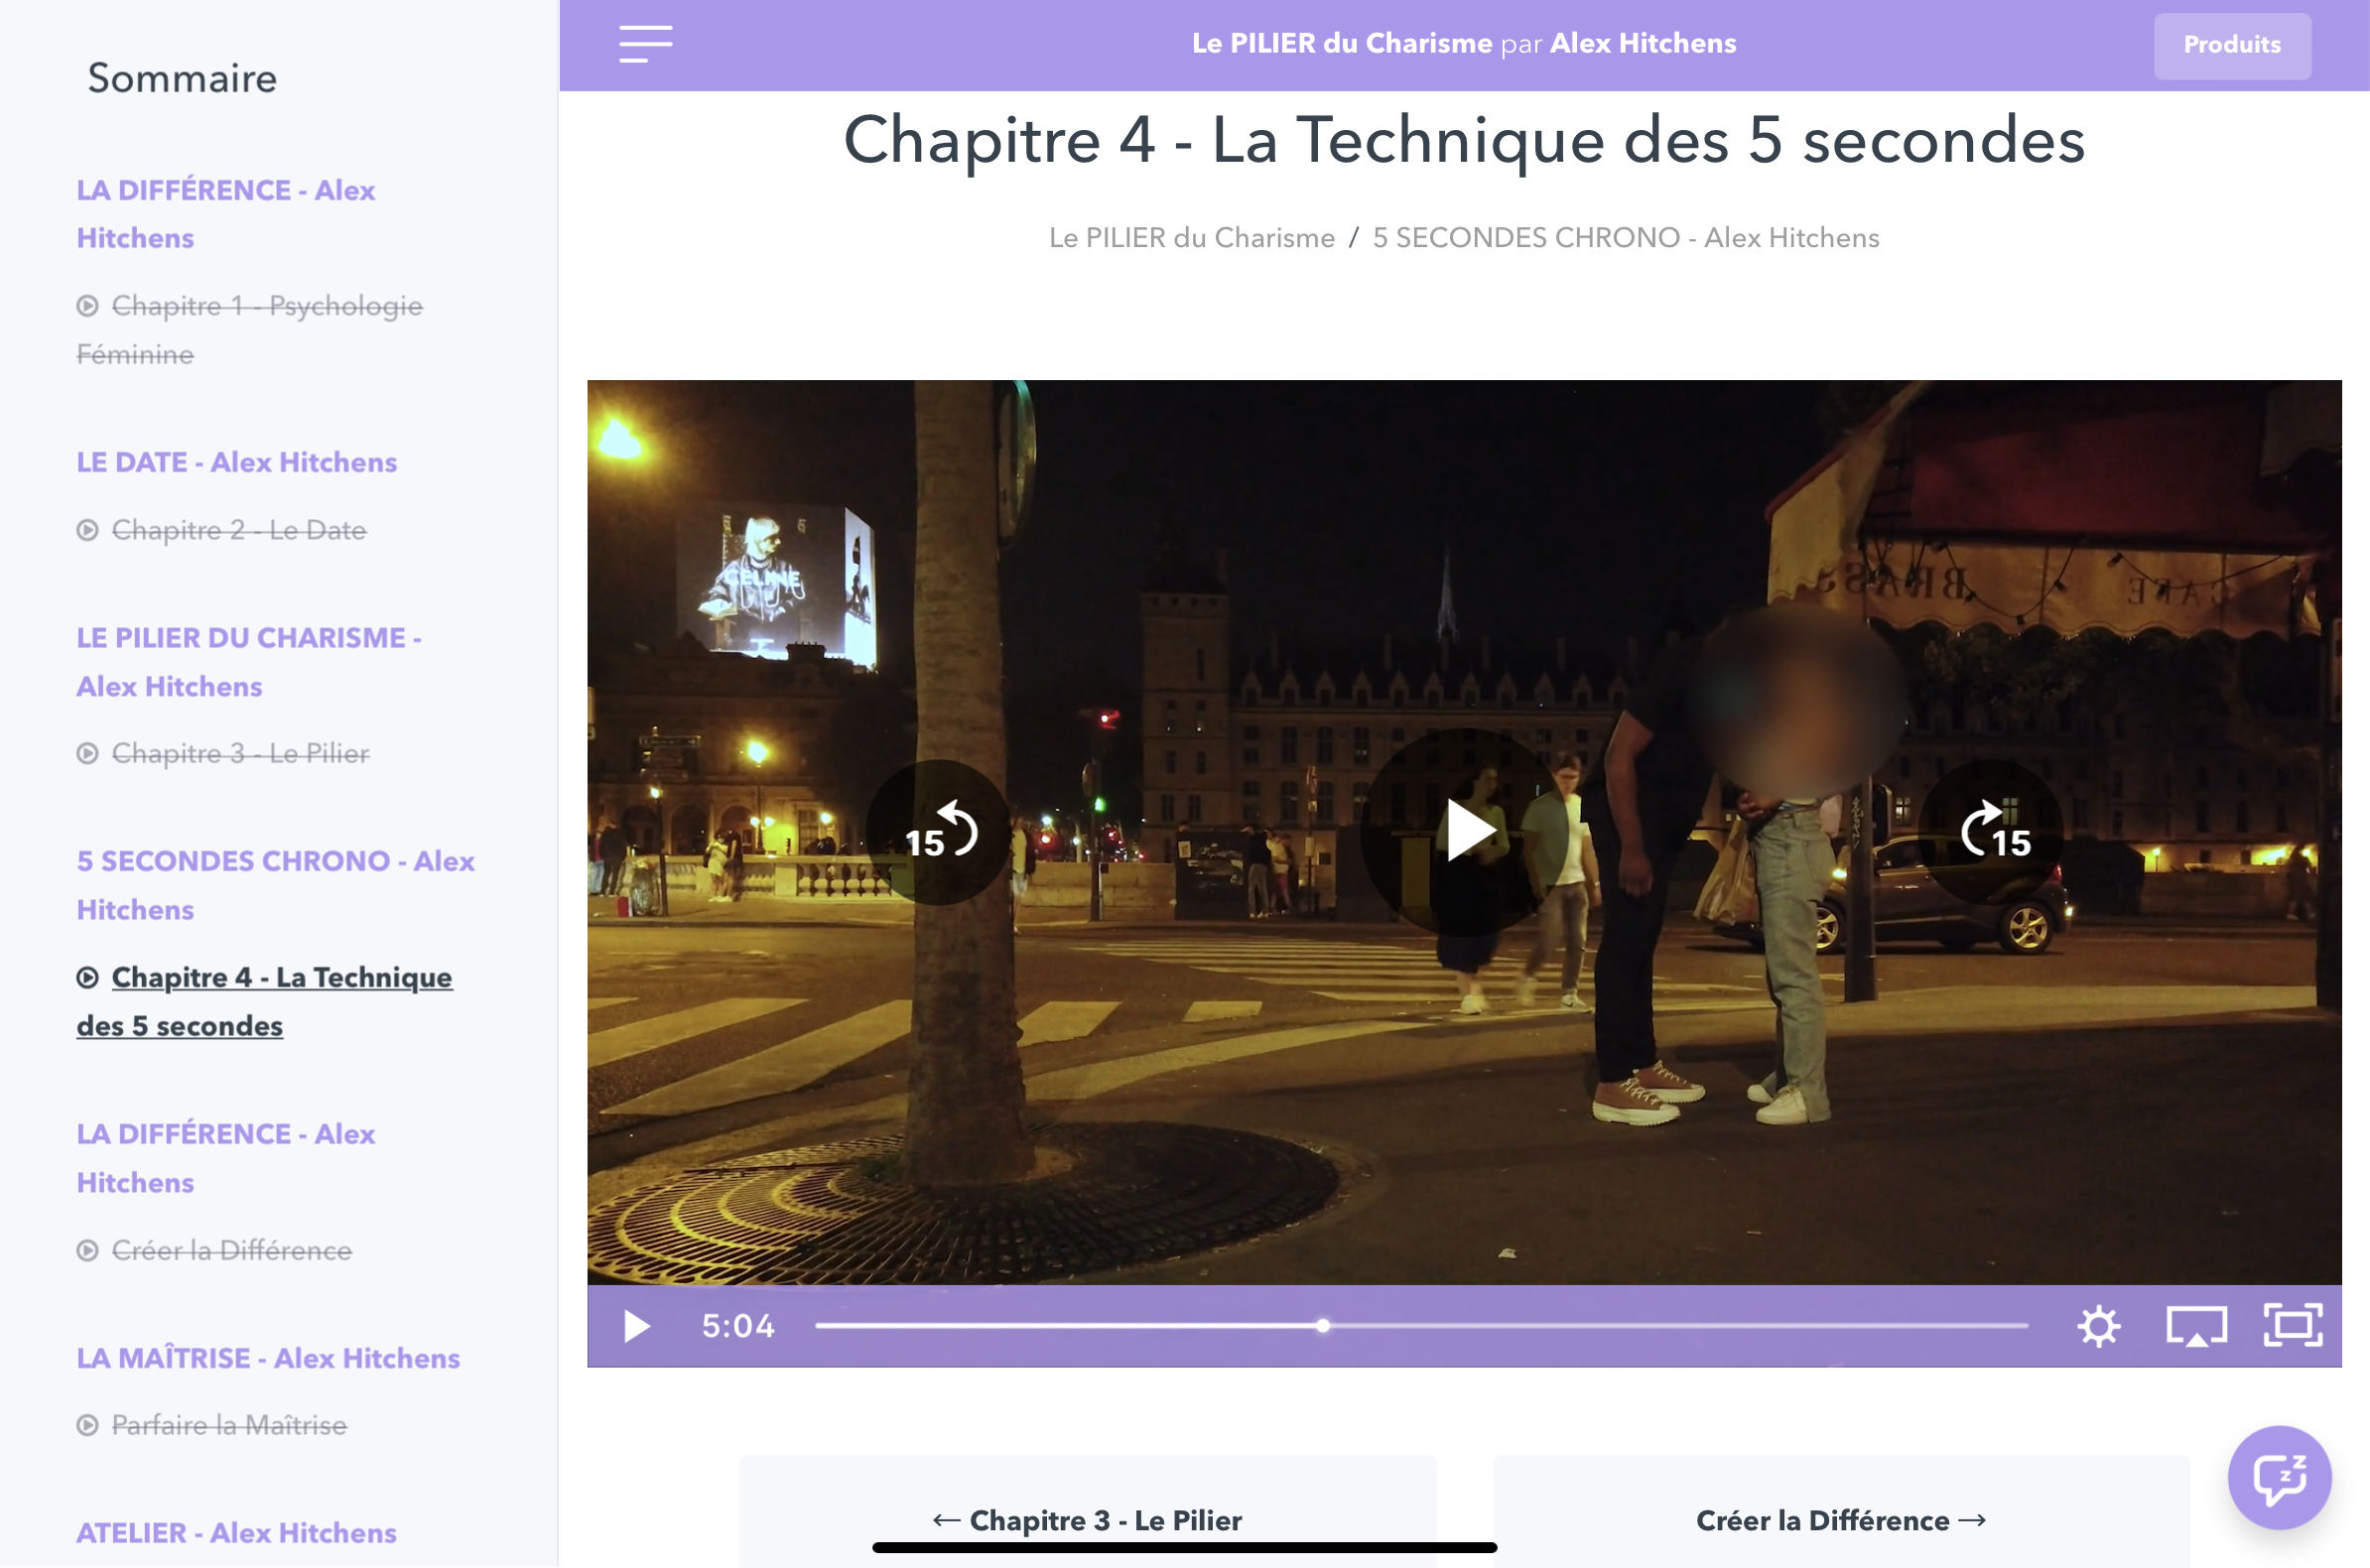 Sommaire
LA DIFFÉRENCE - Alex
Hitchens
Chapitre 1 - Psychologie
Féminine
LE DATE - Alex Hitchens
Chapitre 2 - Le Date
LE PILIER DU CHARISME -
Alex Hitchens
Chapitre 3 - Le Pilier
5 SECONDES CHRONO - Alex
Hitchens
Chapitre 4 - La Technique
des 5 secondes
LA DIFFÉRENCE - Alex
Hitchens
Créer la Différence
LA MAÎTRISE - Alex Hitchens
Parfaire la Maîtrise
ATELIER - Alex Hitchens
Le PILIER du Charisme par Alex Hitchens
Produits
Chapitre 4 - La Technique des 5 secondes
Le PILIER du Charisme / 5 SECONDES CHRONO - Alex Hitchens
CELINE
BRASS CAFE
15
15
5:04
← Chapitre 3 - Le Pilier
Créer la Différence →
zz